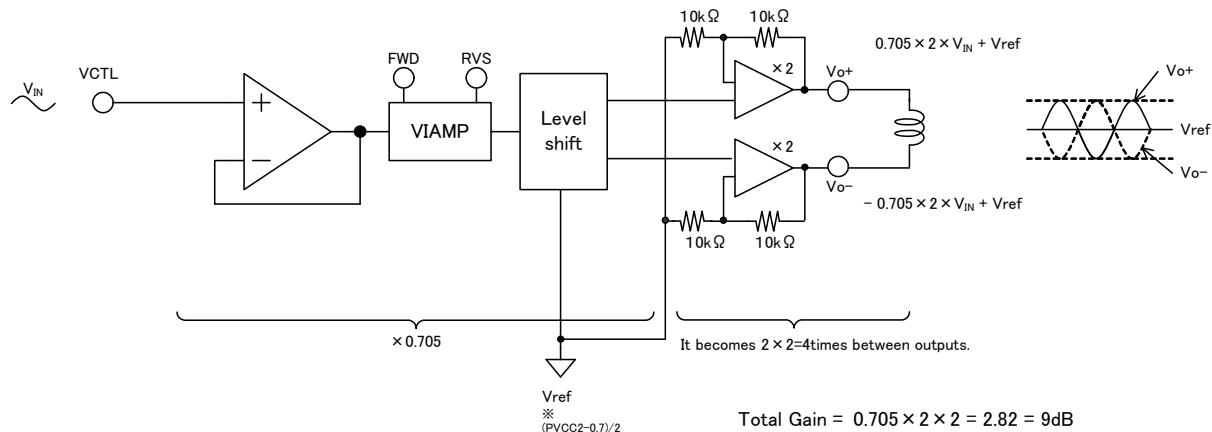 10kΩ
10kΩ
0.705×2×VIN + Vref
VIN
VCTL
FWD
RVS
×2
Vo+
Vo+
+
−
VIAMP
Level
shift
Vref
×2
Vo−
Vo−
− 0.705×2×VIN + Vref
10kΩ
10kΩ
×0.705
It becomes 2×2=4times between outputs.
Vref
※
(PVCC2-0.7)/2
Total Gain = 0.705×2×2 = 2.82 = 9dB